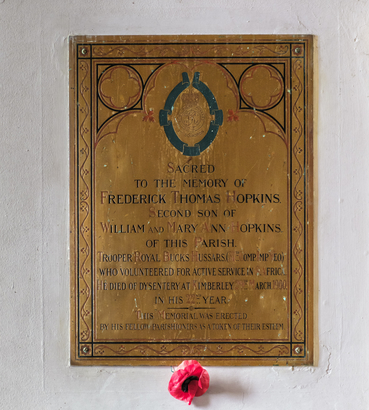 SACRED
TO THE MEMORY OF
FREDERICK THOMAS HOPKINS.
SECOND SON OF
WILLIAM AND MARY ANN HOPKINS.
OF THIS PARISH.
TROOPER ROYAL BUCKS HUSSARS
WHO VOLUNTEERED FOR ACTIVE SERVICE IN AFRICA
HE DIED OF DYSENTERY AT KIMBERLEY MARCH 1901
IN HIS YEAR.
THIS MEMORIAL WAS ERECTED
BY HIS FELLOW PARISHIONERS AS A TOKEN OF THEIR ESTEEM